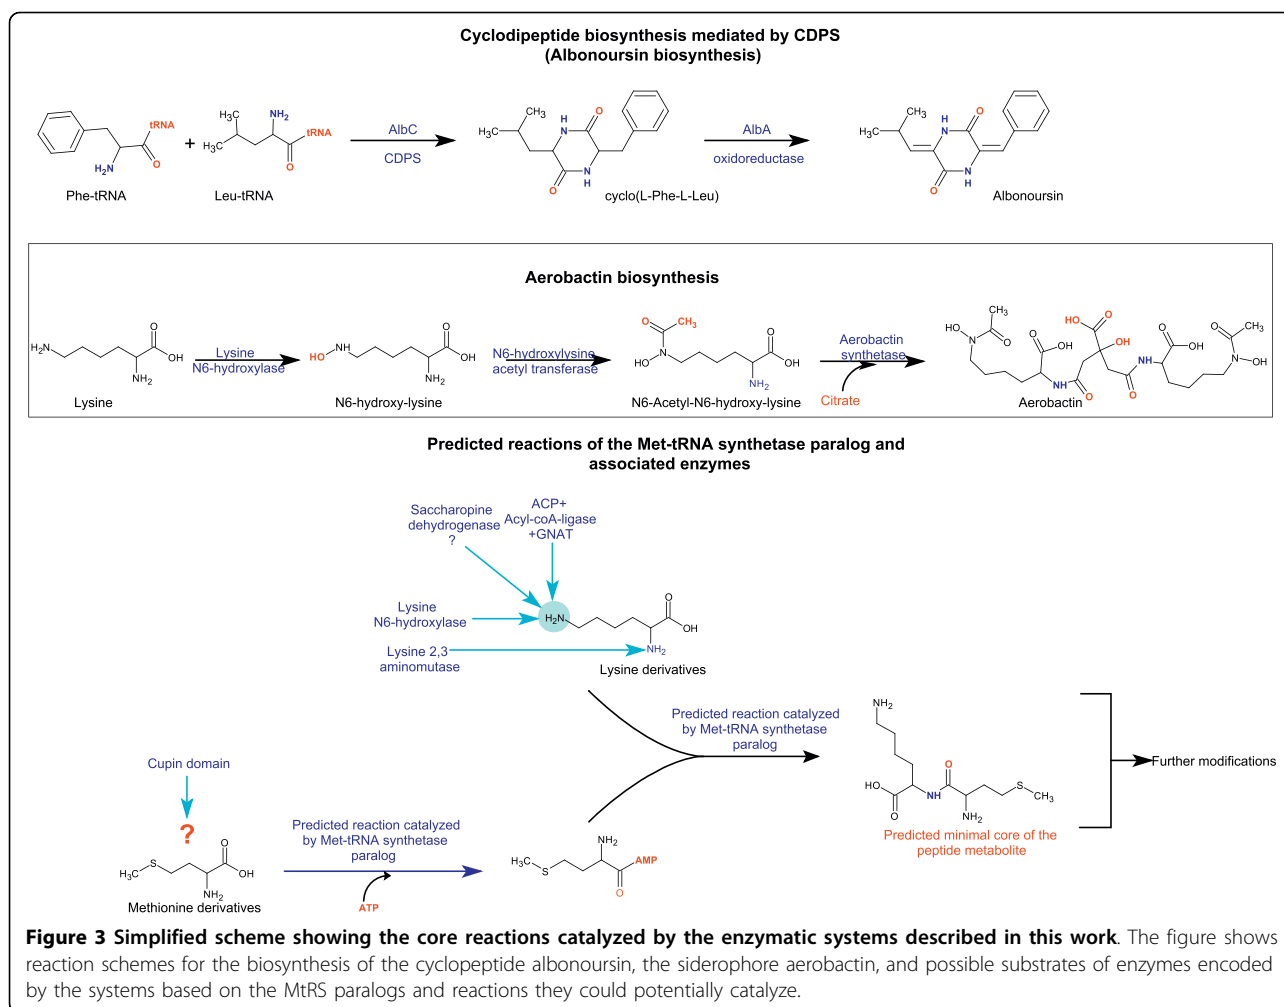 Cyclodipeptide biosynthesis mediated by CDPS
(Albonoursin biosynthesis)
CH₃
H₃C
NH₂
tRNA
O
H₂N
Phe-tRNA
+
H₃C
CH₃
NH₂
tRNA
O
Leu-tRNA
AlbC
CDPS
CH₃
H₃C
H
N
O
O
N
H
cyclo(L-Phe-L-Leu)
AlbA
oxidoreductase
CH₃
H₃C
H
N
O
O
N
H
Albonoursin
Aerobactin biosynthesis
H₂N
O
OH
NH₂
Lysine
Lysine
N6-hydroxylase
HO
NH
O
OH
NH₂
N6-hydroxy-lysine
N6-hydroxylysine
acetyl transferase
O
CH₃
N
HO
O
OH
NH₂
N6-Acetyl-N6-hydroxy-lysine
Aerobactin
synthetase
Citrate
CH₃
HO
N
O
O
OH
NH
O
HO
O
OH
O
NH
O
OH
O
CH₃
N
OH
Aerobactin
Predicted reactions of the Met-tRNA synthetase paralog and
associated enzymes
Saccharopine
dehydrogenase
?
ACP+
Acyl-coA-ligase
+GNAT
Lysine
N6-hydroxylase
Lysine 2,3
aminomutase
H₂N
O
OH
NH₂
Lysine derivatives
Predicted reaction catalyzed
by Met-tRNA synthetase
paralog
NH₂
HO
O
NH
O
NH₂
S
CH₃
Predicted minimal core of the
peptide metabolite
Further modifications
Cupin domain
?
H₃C
S
O
OH
NH₂
Methionine derivatives
Predicted reaction catalyzed
by Met-tRNA synthetase
paralog
ATP
H₃C
S
NH₂
AMP
O
Figure 3 Simplified scheme showing the core reactions catalyzed by the enzymatic systems described in this work. The figure shows
reaction schemes for the biosynthesis of the cyclopeptide albonoursin, the siderophore aerobactin, and possible substrates of enzymes encoded
by the systems based on the MtRS paralogs and reactions they could potentially catalyze.